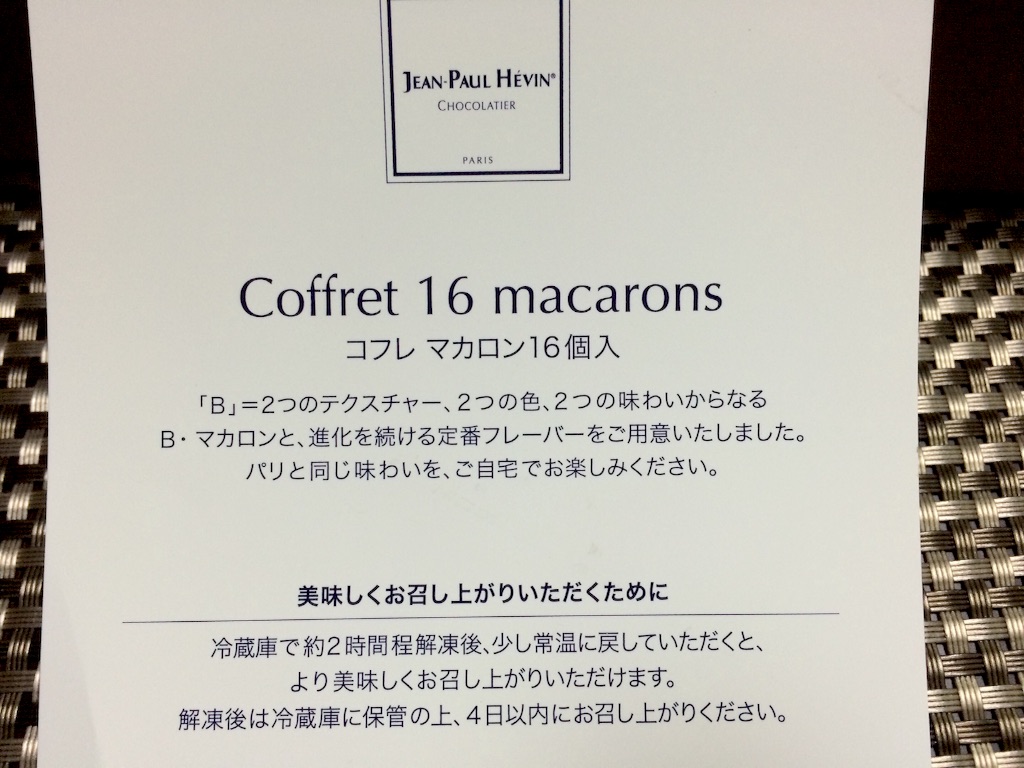 JEAN-PAUL HÉVIN®
CHOCOLATIER
PARIS
Coffret 16 macarons
コフレ マカロン16個入
「B」＝2つのテクスチャー、2つの色、2つの味わいからなる
B・マカロンと、進化を続ける定番フレーバーをご用意いたしました。
パリと同じ味わいを、ご自宅でお楽しみください。
美味しくお召し上がりいただくために
冷蔵庫で約2時間程解凍後、少し常温に戻していただくと、
より美味しくお召し上がりいただけます。
解凍後は冷蔵庫に保管の上、4日以内にお召し上がりください。